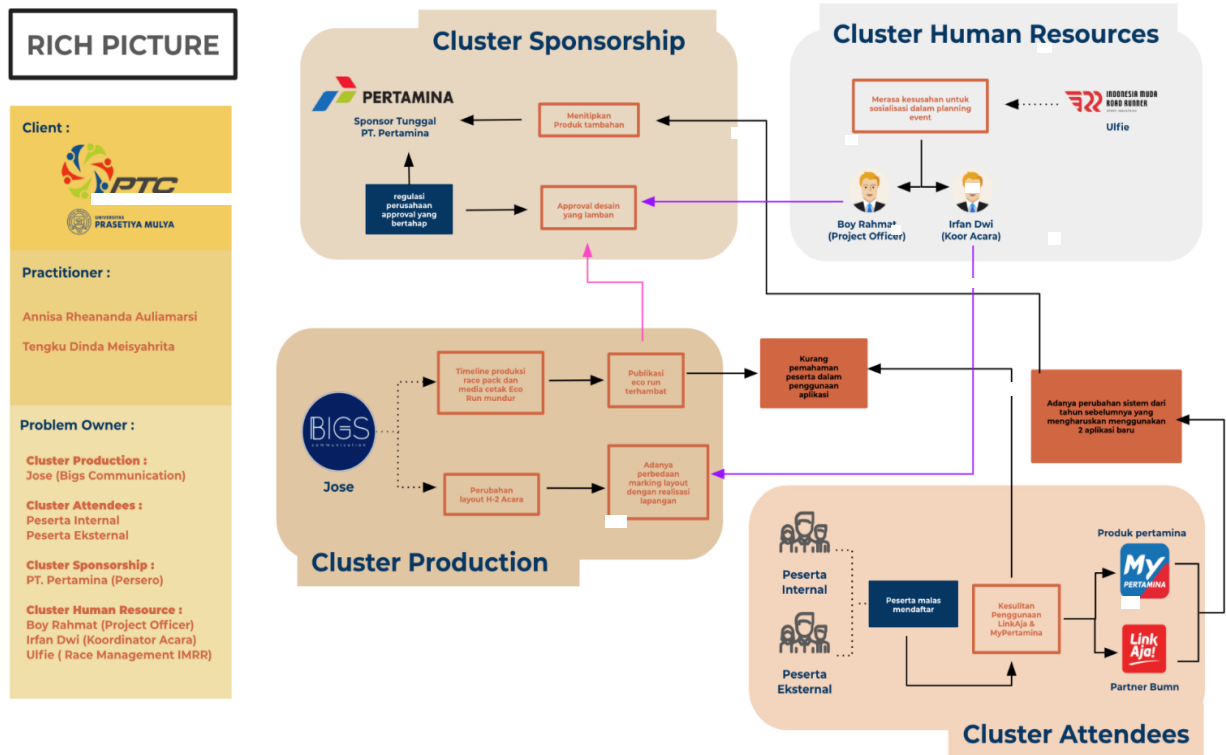 RICH PICTURE
Client :
PTC
UNIVERSITAS
PRASETIYA MULYA
Practitioner :
Annisa Rheananda Auliamarsi
Tengku Dinda Meisyahrita
Problem Owner :
Cluster Production :
Jose (Bigs Communication)
Cluster Attendees :
Peserta Internal
Peserta Eksternal
Cluster Sponsorship :
PT. Pertamina (Persero)
Cluster Human Resource :
Boy Rahmat (Project Officer)
Irfan Dwi (Koordinator Acara)
Ulfie ( Race Management IMRR)
Cluster Sponsorship
PERTAMINA
Sponsor Tunggal
PT. Pertamina
Menitipkan
Produk tambahan
regulasi
perusahaan
approval yang
bertahap
Approval desain
yang lamban
Cluster Human Resources
Merasa kesusahan untuk
sosialisasi dalam planning
event
INDONESIA MUDA
ROAD RUNNER
Ulfie
Boy Rahmat
(Project Officer)
Irfan Dwi
(Koor Acara)
BIGS
communication
Jose
Timeline produksi
race pack dan
media cetak Eco
Run mundur
Publikasi
eco run
terhambat
Perubahan
layout H-2 Acara
Adanya
perbedaan
marking layout
dengan realisasi
lapangan
Cluster Production
Kurang
pemahaman
peserta dalam
penggunaan
aplikasi
Adanya perubahan sistem dari
tahun sebelumnya yang
mengharuskan menggunakan
2 aplikasi baru
Peserta
Internal
Peserta
Eksternal
Peserta malas
mendaftar
Kesulitan
Penggunaan
LinkAja &
MyPertamina
Produk pertamina
My
PERTAMINA
Link
Aja!
Partner Bumn
Cluster Attendees